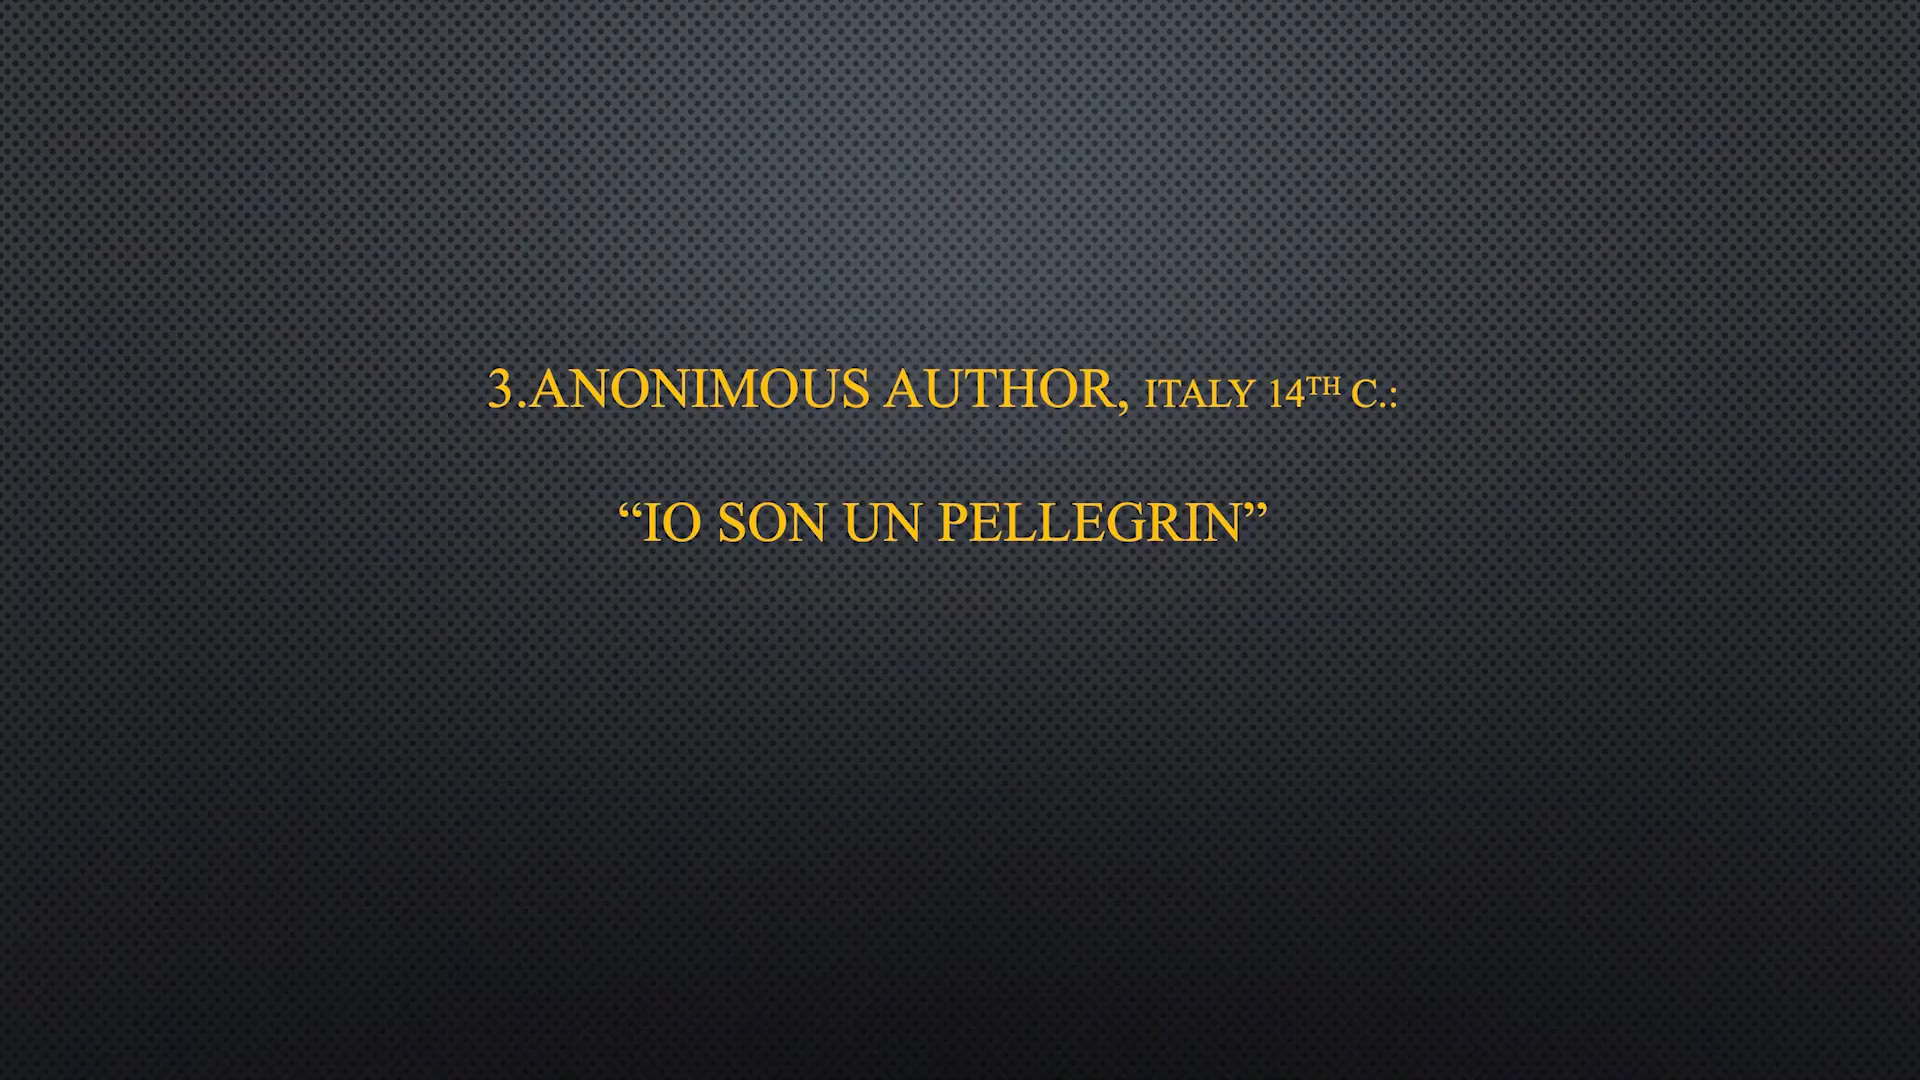 3.ANONIMOUS AUTHOR, ITALY 14TH C.:
“IO SON UN PELLEGRIN”